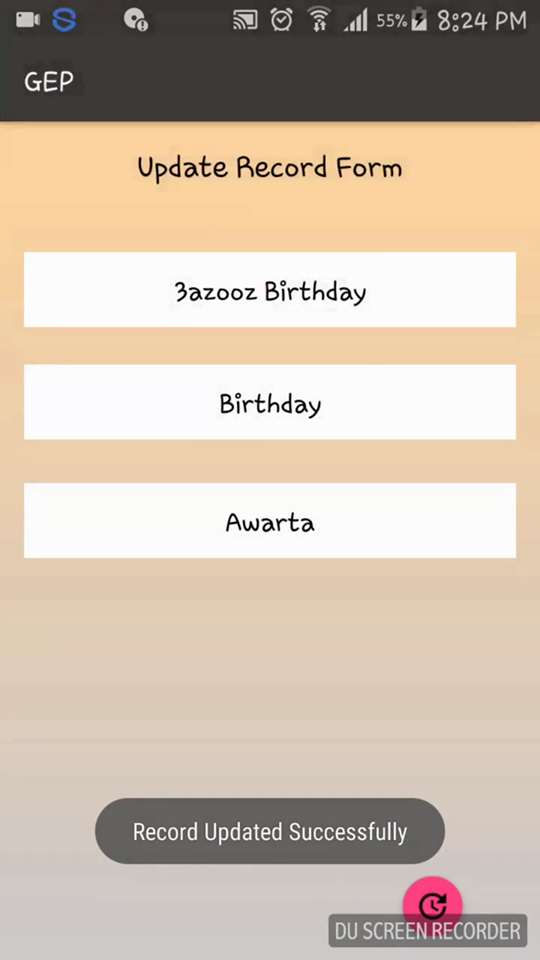 55% 8:24 PM
GEP
Update Record Form
3azooz Birthday
Birthday
Awarta
Record Updated Successfully
DU SCREEN RECORDER